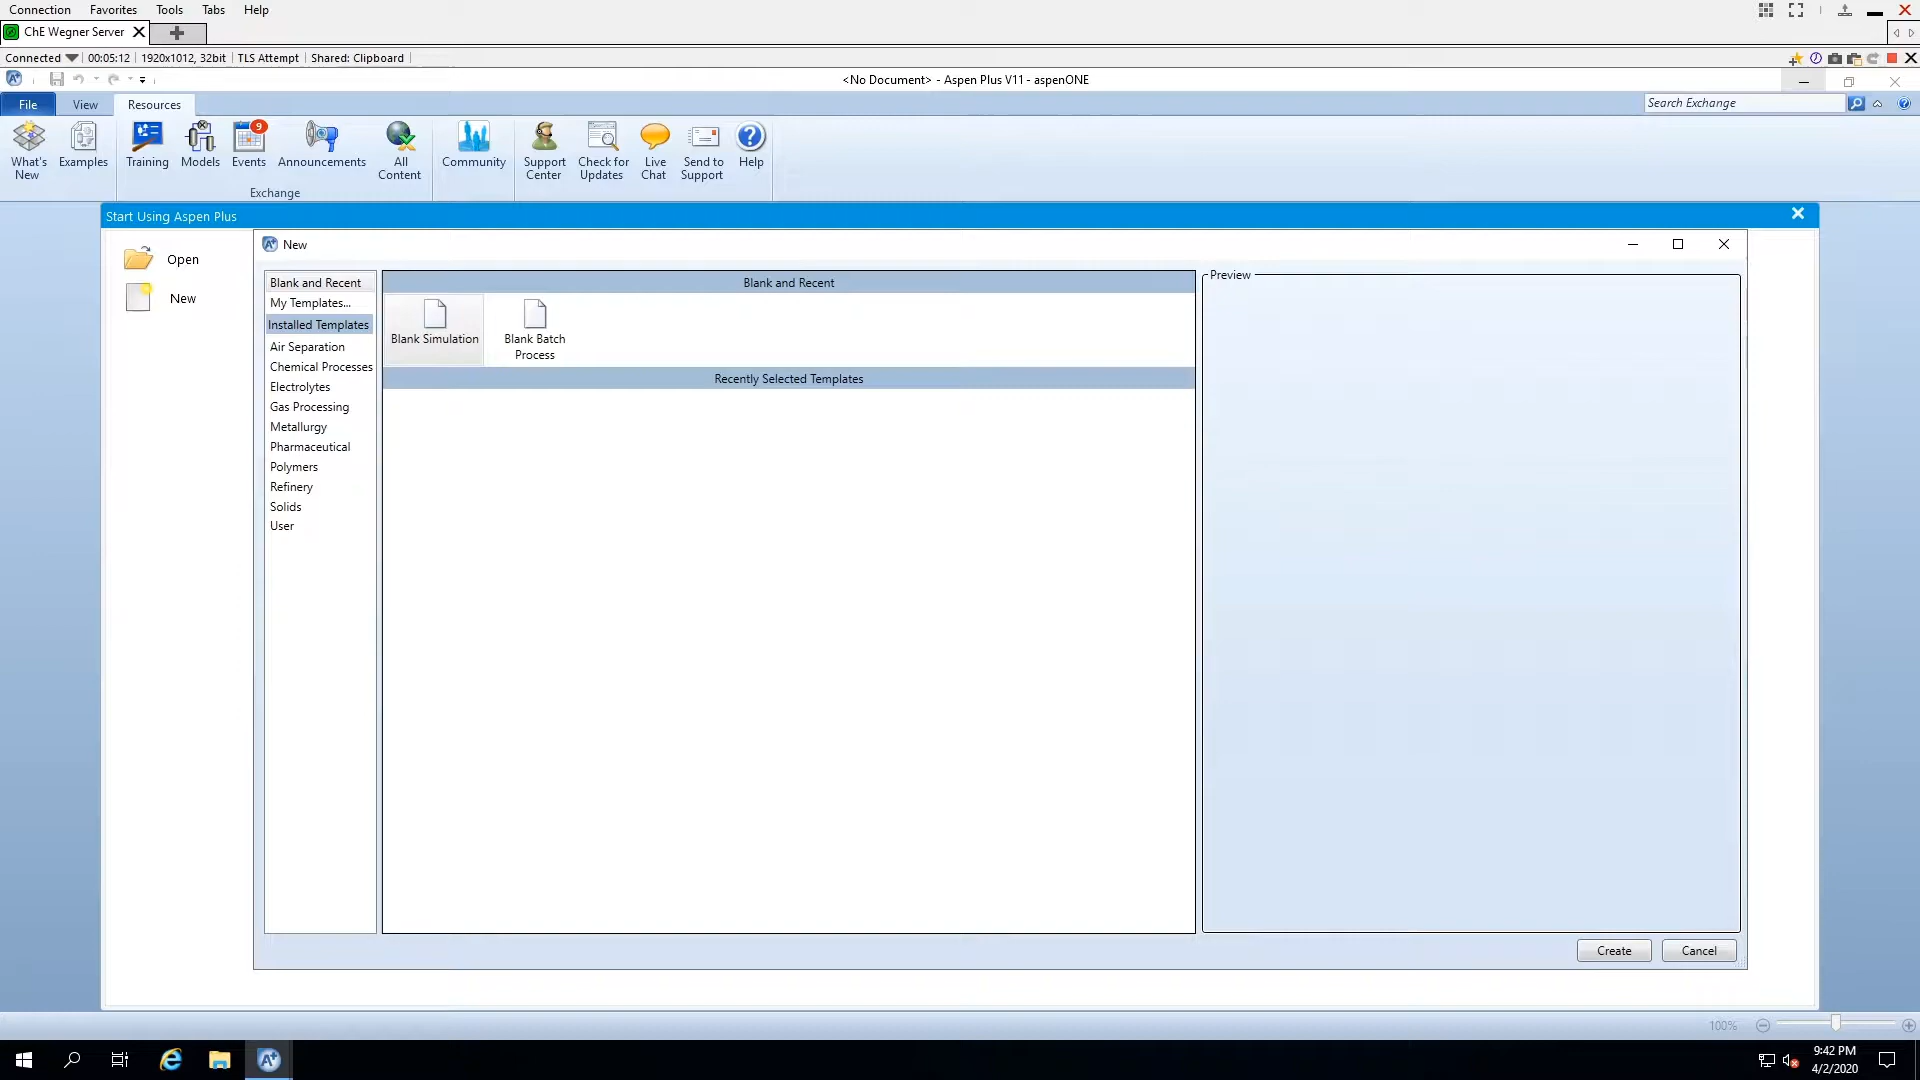 Connection Favorites Tools Tabs Help
ChE Wegner Server
Connected 00:05:12 1920x1012, 32bit TLS Attempt Shared: Clipboard
<No Document> - Aspen Plus V11 - aspenONE
File View Resources Search Exchange
What's New
Examples
Training
Models
9
Events
Announcements
All Content
Community
Support Center
Check for Updates
Live Chat
Send to Support
Help
Exchange
Start Using Aspen Plus
Open
New
New
Blank and Recent
My Templates...
Installed Templates
Air Separation
Chemical Processes
Electrolytes
Gas Processing
Metallurgy
Pharmaceutical
Polymers
Refinery
Solids
User
Blank and Recent
Blank Simulation
Blank Batch
Process
Recently Selected Templates
Preview
Create Cancel
100%
9:42 PM
4/2/2020